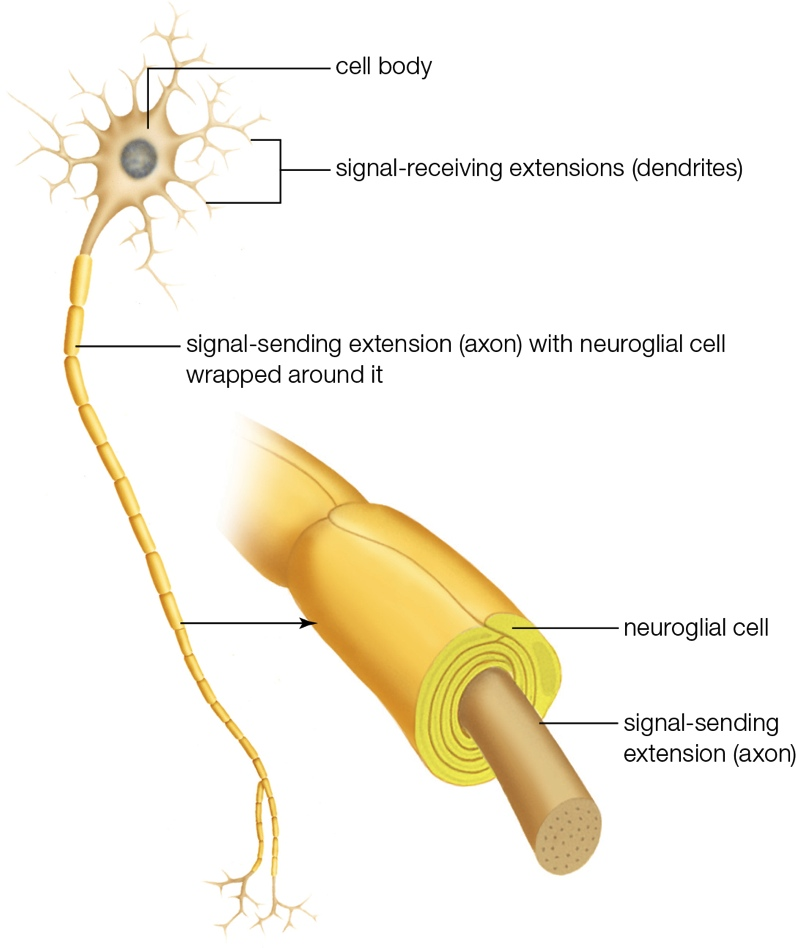 cell body
signal-receiving extensions (dendrites)
signal-sending extension (axon) with neuroglial cell
wrapped around it
neuroglial cell
signal-sending
extension (axon)